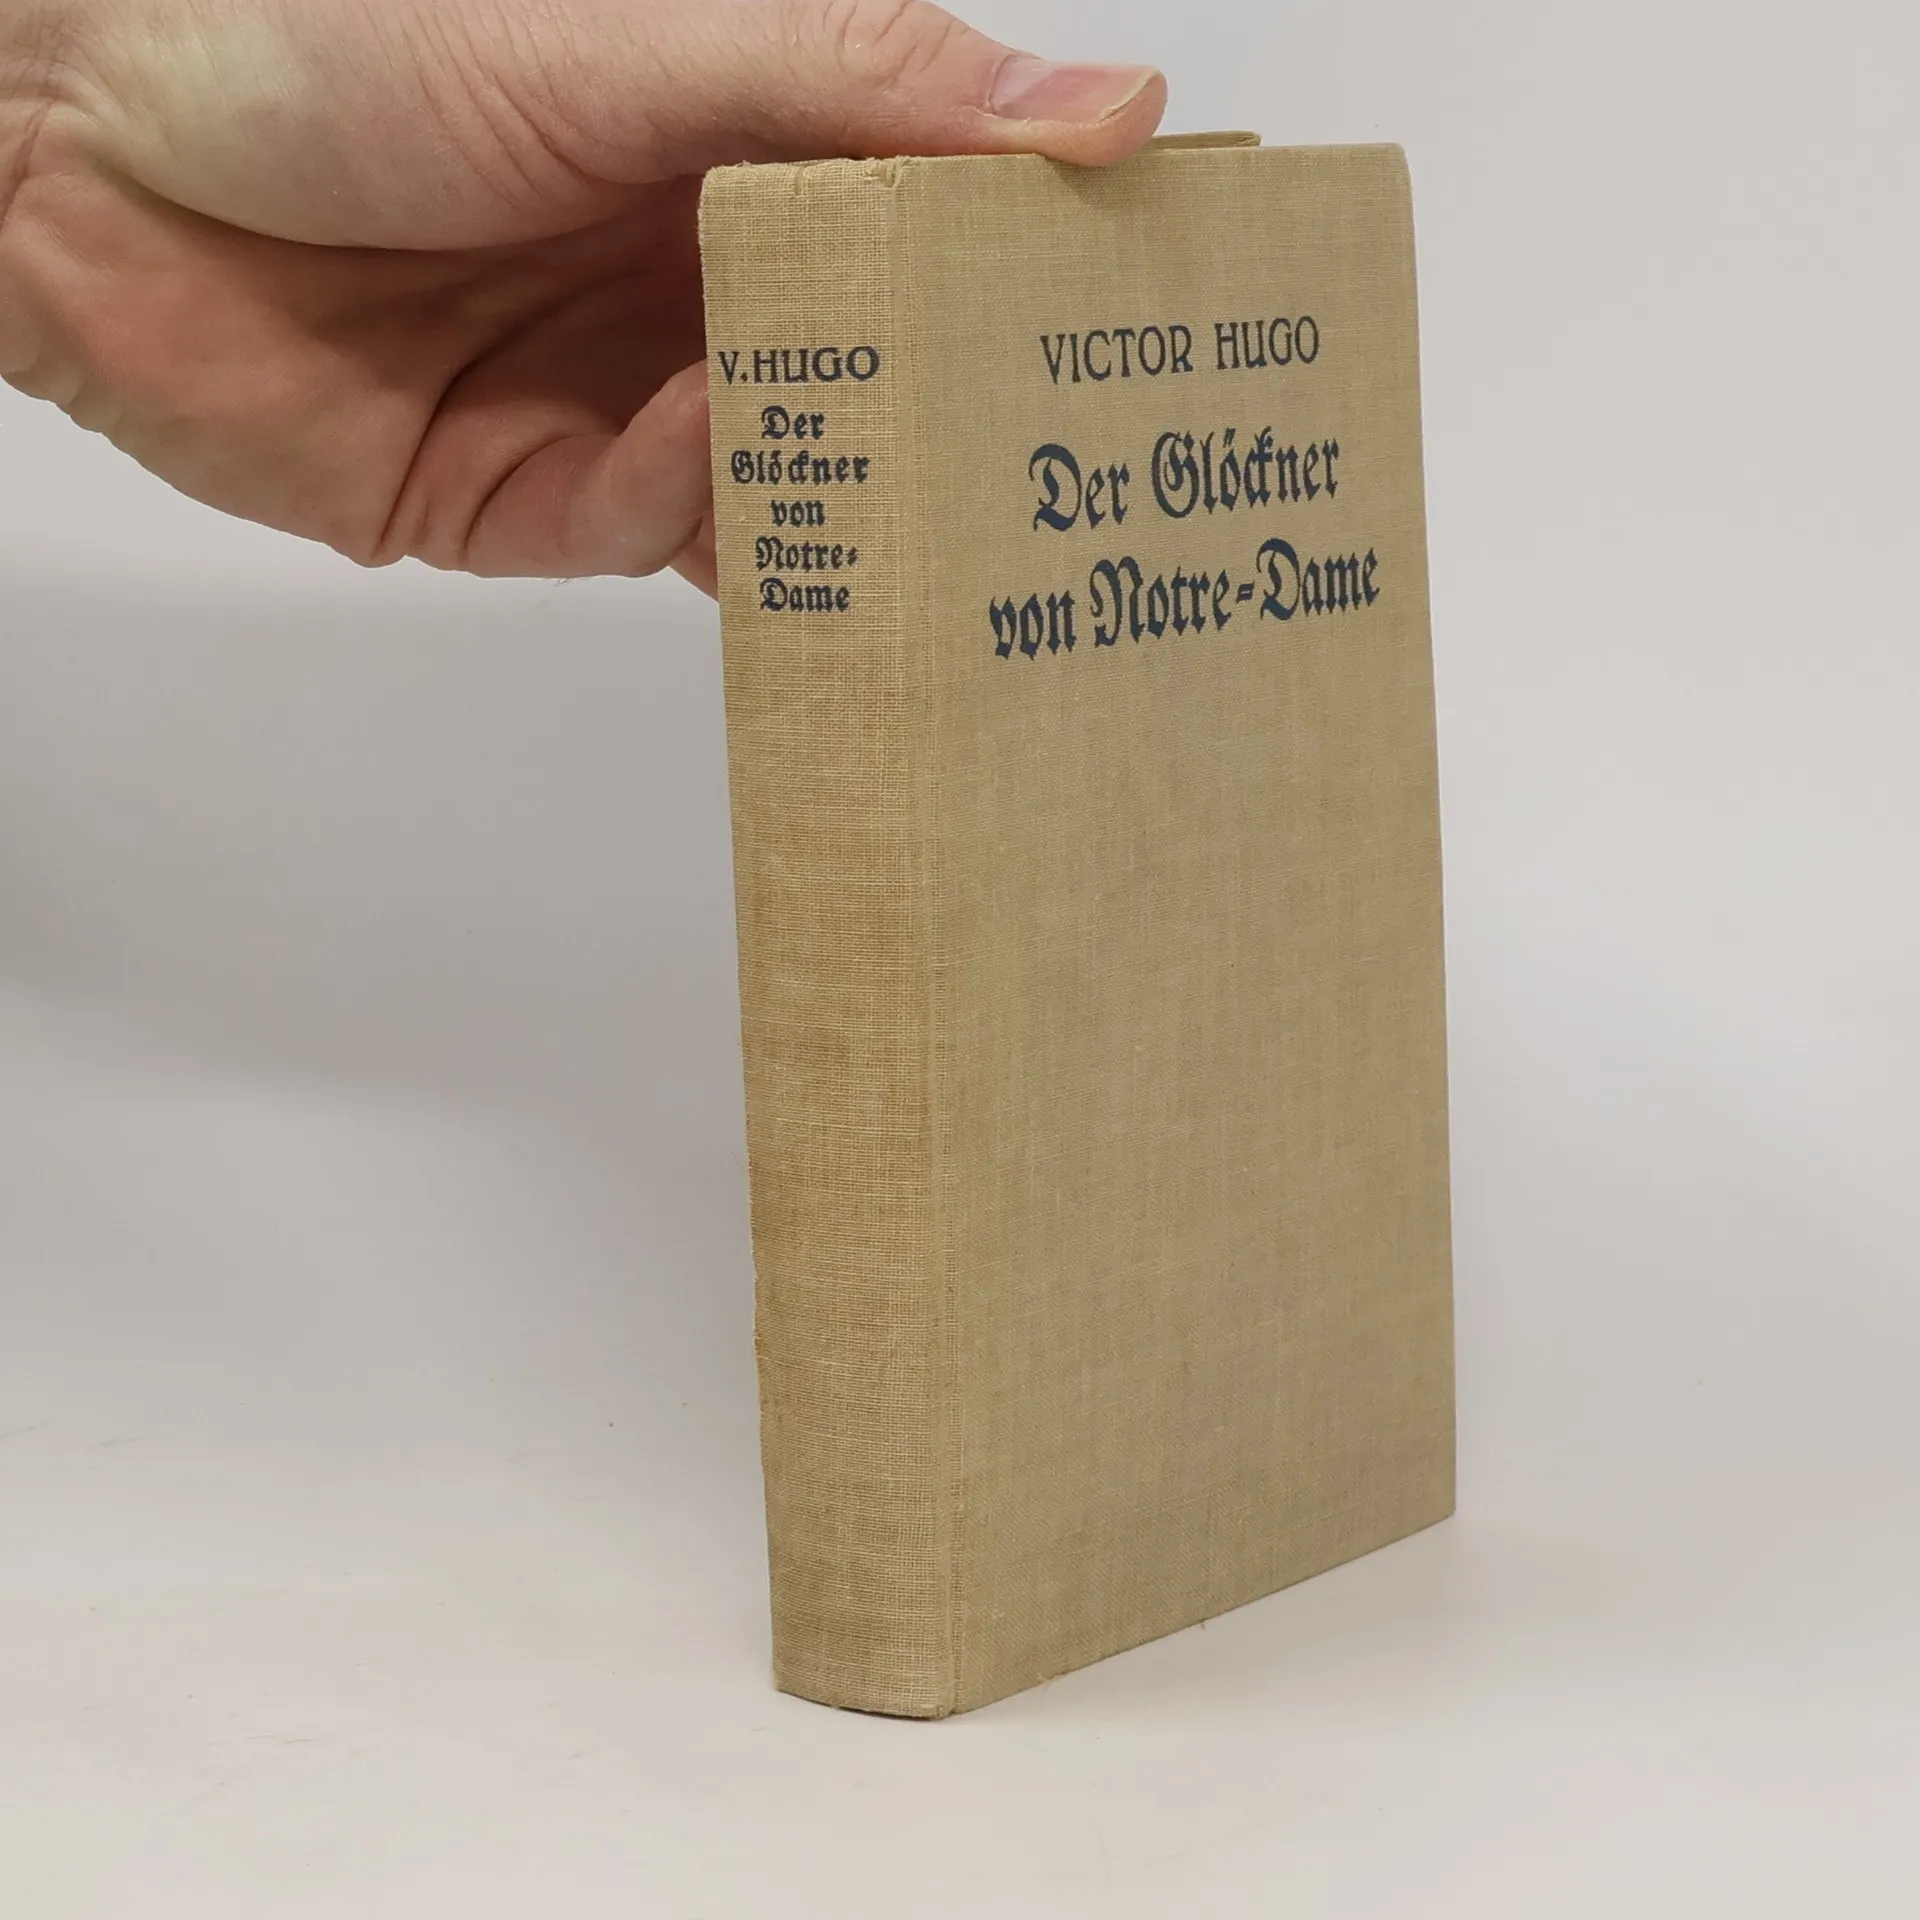 V. HUGO
Der
Glöckner
von
Notre-
Dame
VICTOR HUGO
Der Glöckner
von Notre-Dame